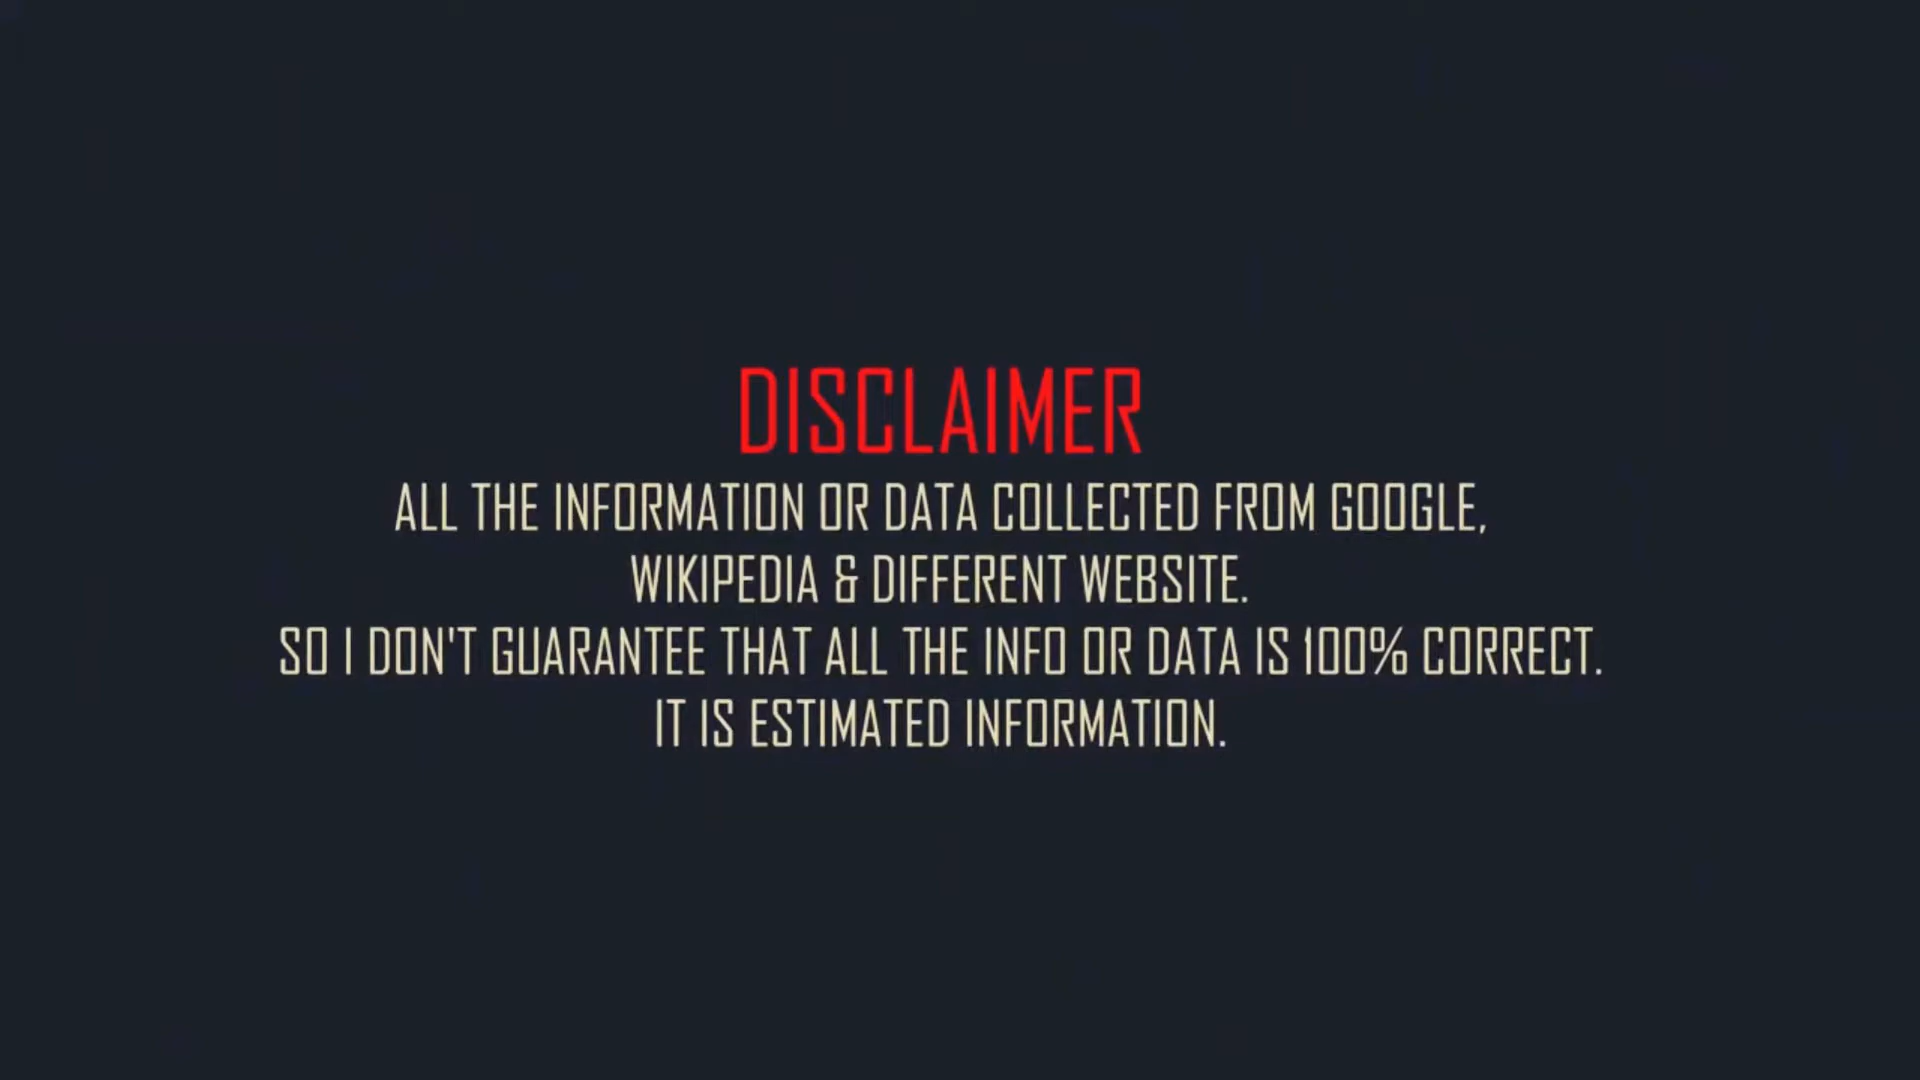 DISCLAIMER
ALL THE INFORMATION OR DATA COLLECTED FROM GOOGLE,
WIKIPEDIA & DIFFERENT WEBSITE.
SO I DON'T GUARANTEE THAT ALL THE INFO OR DATA IS 100% CORRECT.
IT IS ESTIMATED INFORMATION.